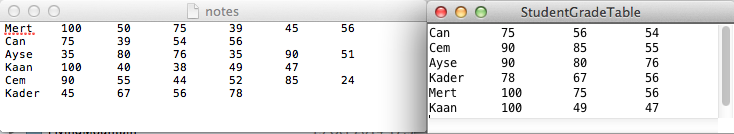 notes
Mert 100 50 75 39 45 56
Can 75 39 54 56
Ayse 35 80 76 35 90 51
Kaan 100 40 38 49 47
Cem 90 55 44 52 85 24
Kader 45 67 56 78
StudentGradeTable
Can 75 56 54
Cem 90 85 55
Ayse 90 80 76
Kader 78 67 56
Mert 100 75 56
Kaan 100 49 47